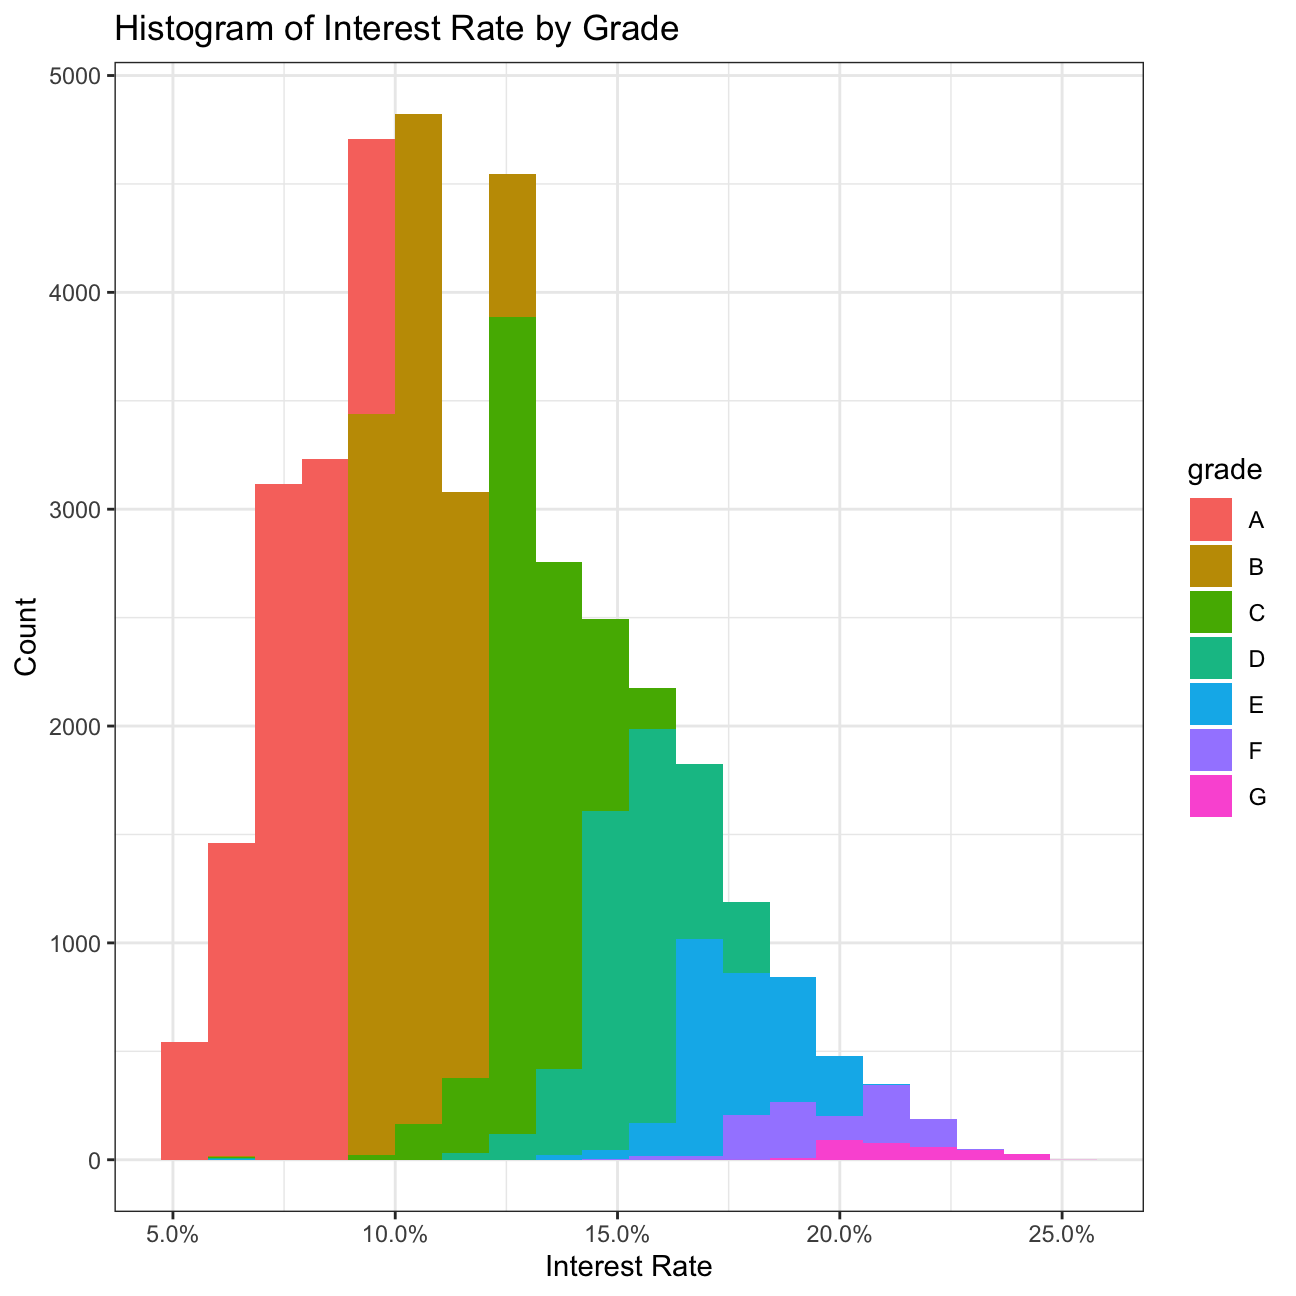 Histogram of Interest Rate by Grade
5000
4000
3000
2000
1000
0
Count
5.0%
10.0%
15.0%
20.0%
25.0%
Interest Rate
grade
A
B
C
D
E
F
G